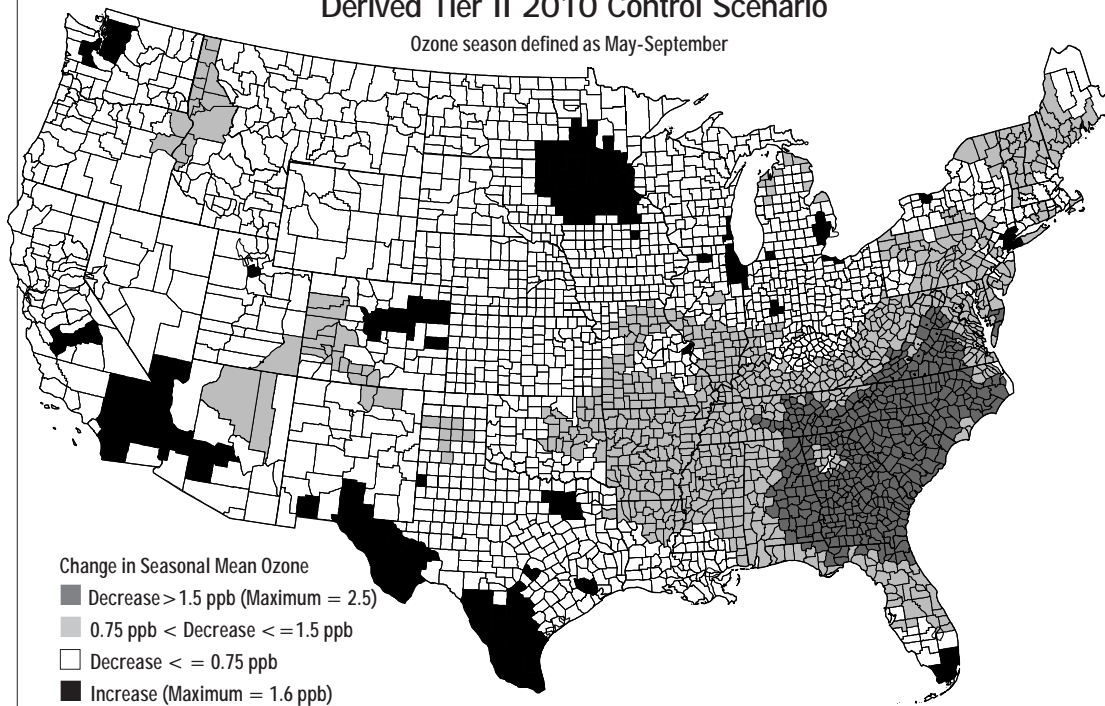 Derived Tier II 2010 Control Scenario
Ozone season defined as May-September
Change in Seasonal Mean Ozone
Decrease > 1.5 ppb (Maximum = 2.5)
0.75 ppb < Decrease < =1.5 ppb
Decrease < = 0.75 ppb
Increase (Maximum = 1.6 ppb)